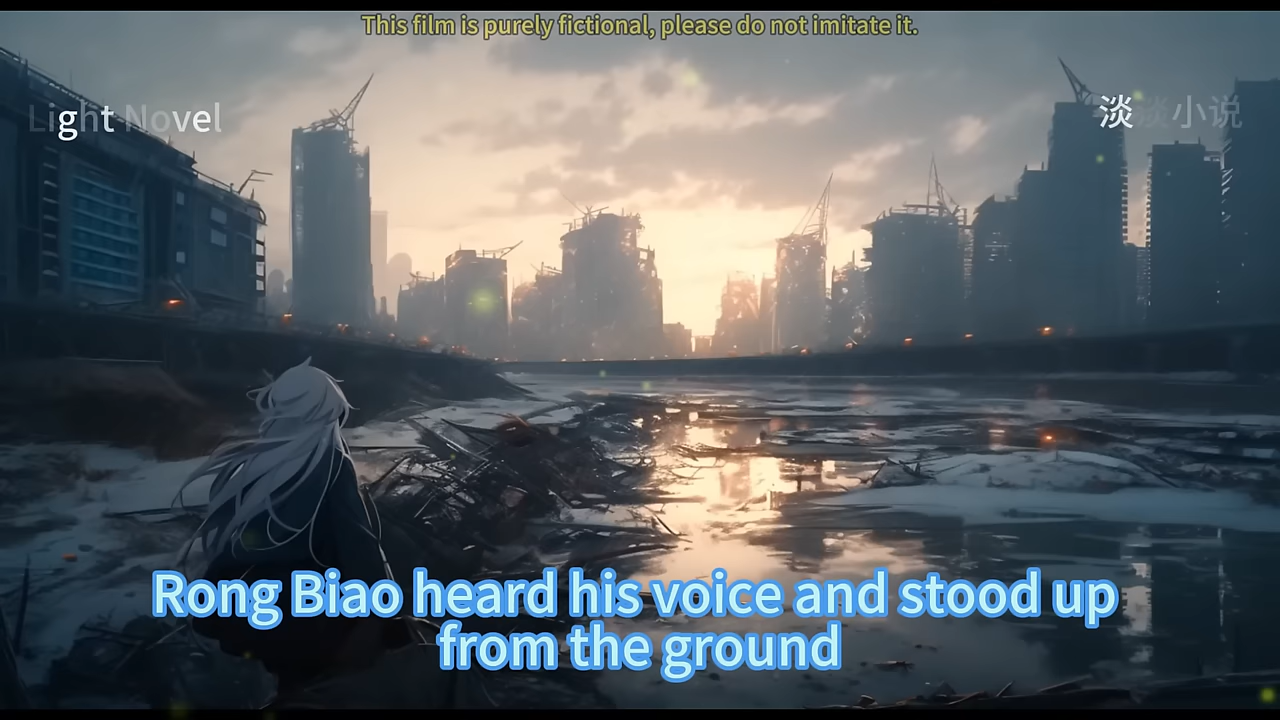 This film is purely fictional, please do not imitate it.
Light Novel
淡淡小说
Rong Biao heard his voice and stood up
from the ground